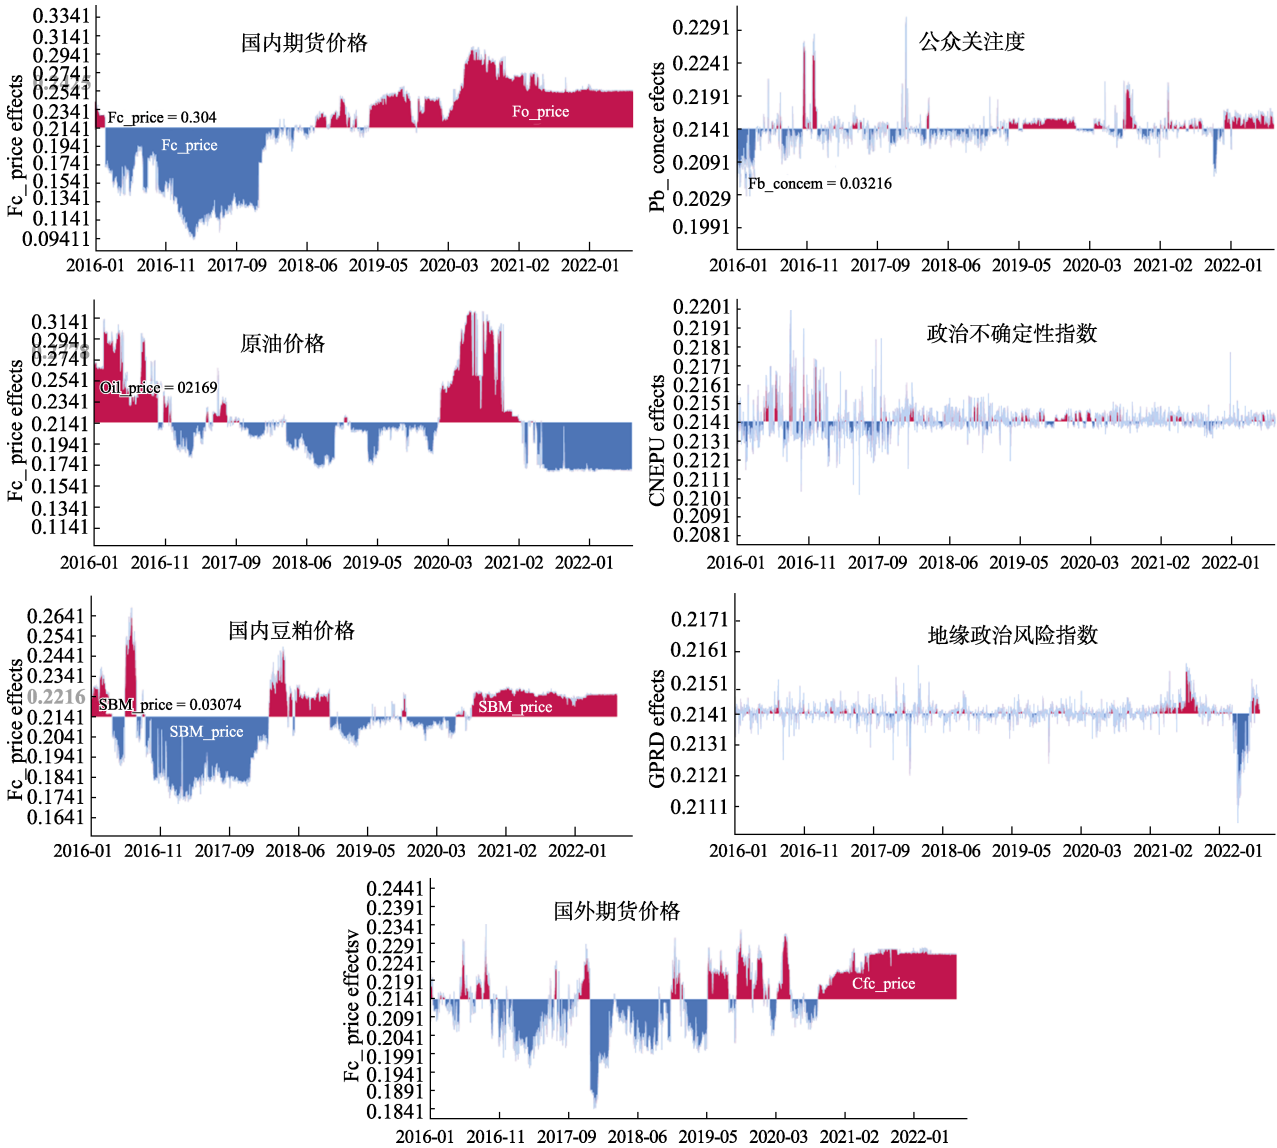 国内期货价格
Fc_ price effects
0.3341
0.3141
0.2941
0.2741
0.2541
0.2341
0.2141
0.1941
0.1741
0.1541
0.1341
0.1141
0.09411
Fc_price = 0.304
Fc_price
Fo_price
2016-01 2016-11 2017-09 2018-06 2019-05 2020-03 2021-02 2022-01
公众关注度
Pb_ concer efects
0.2291
0.2241
0.2191
0.2141
0.2091
0.2029
0.1991
Fb_concem = 0.03216
2016-01 2016-11 2017-09 2018-06 2019-05 2020-03 2021-02 2022-01
原油价格
Fc_ price effects
0.3141
0.2941
0.2741
0.2541
0.2341
0.2141
0.1941
0.1741
0.1541
0.1341
0.1141
Oil_price = 02169
2016-01 2016-11 2017-09 2018-06 2019-05 2020-03 2021-02 2022-01
政治不确定性指数
CNEPU effects
0.2201
0.2191
0.2181
0.2171
0.2161
0.2151
0.2141
0.2131
0.2121
0.2111
0.2101
0.2091
0.2081
2016-01 2016-11 2017-09 2018-06 2019-05 2020-03 2021-02 2022-01
国内豆粕价格
Fc_ price effects
0.2641
0.2541
0.2441
0.2341
0.2216
0.2141
0.2041
0.1941
0.1841
0.1741
0.1641
SBM_price = 0.03074
SBM_price
SBM_price
2016-01 2016-11 2017-09 2018-06 2019-05 2020-03 2021-02 2022-01
地缘政治风险指数
GPRD effects
0.2171
0.2161
0.2151
0.2141
0.2131
0.2121
0.2111
2016-01 2016-11 2017-09 2018-06 2019-05 2020-03 2021-02 2022-01
国外期货价格
Fc_ price effectsv
0.2441
0.2391
0.2341
0.2291
0.2241
0.2191
0.2141
0.2091
0.2041
0.1991
0.1941
0.1891
0.1841
Cfc_price
2016-01 2016-11 2017-09 2018-06 2019-05 2020-03 2021-02 2022-01